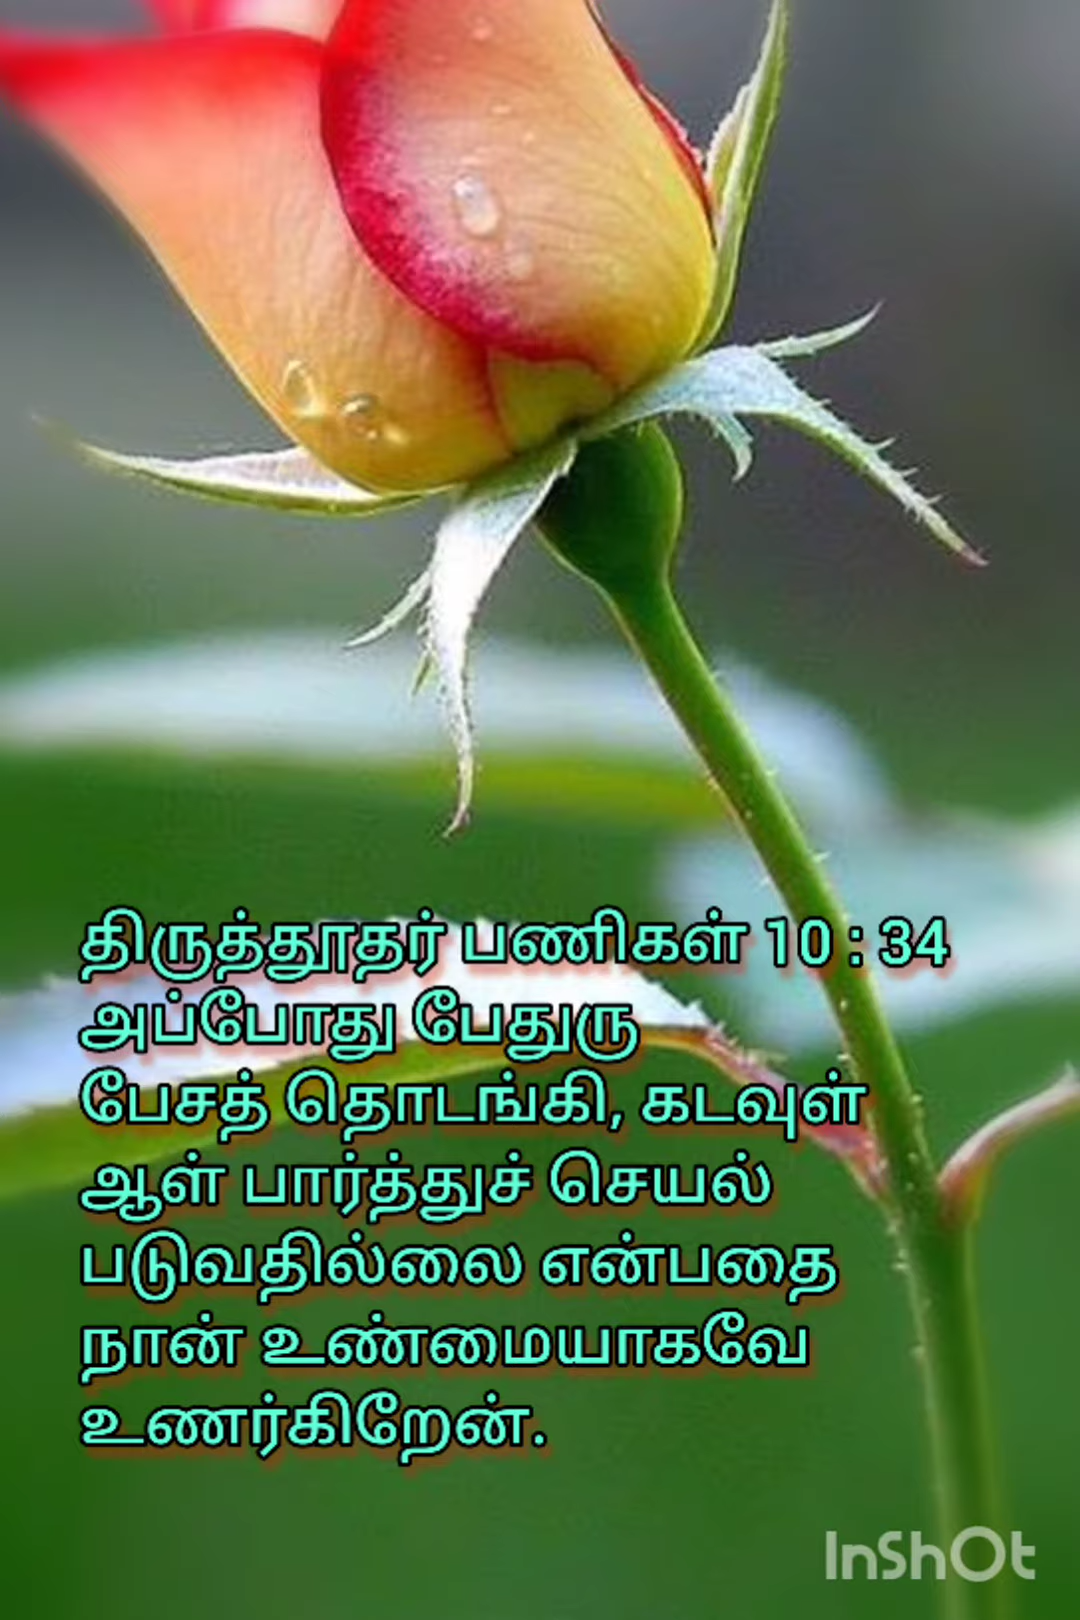 திருத்தூதர் பணிகள் 10 : 34
அப்போது பேதுரு
பேசத் தொடங்கி, கடவுள்
ஆள் பார்த்துச் செயல்
படுவதில்லை என்பதை
நான் உண்மையாகவே
உணர்கிறேன்.
InShOt